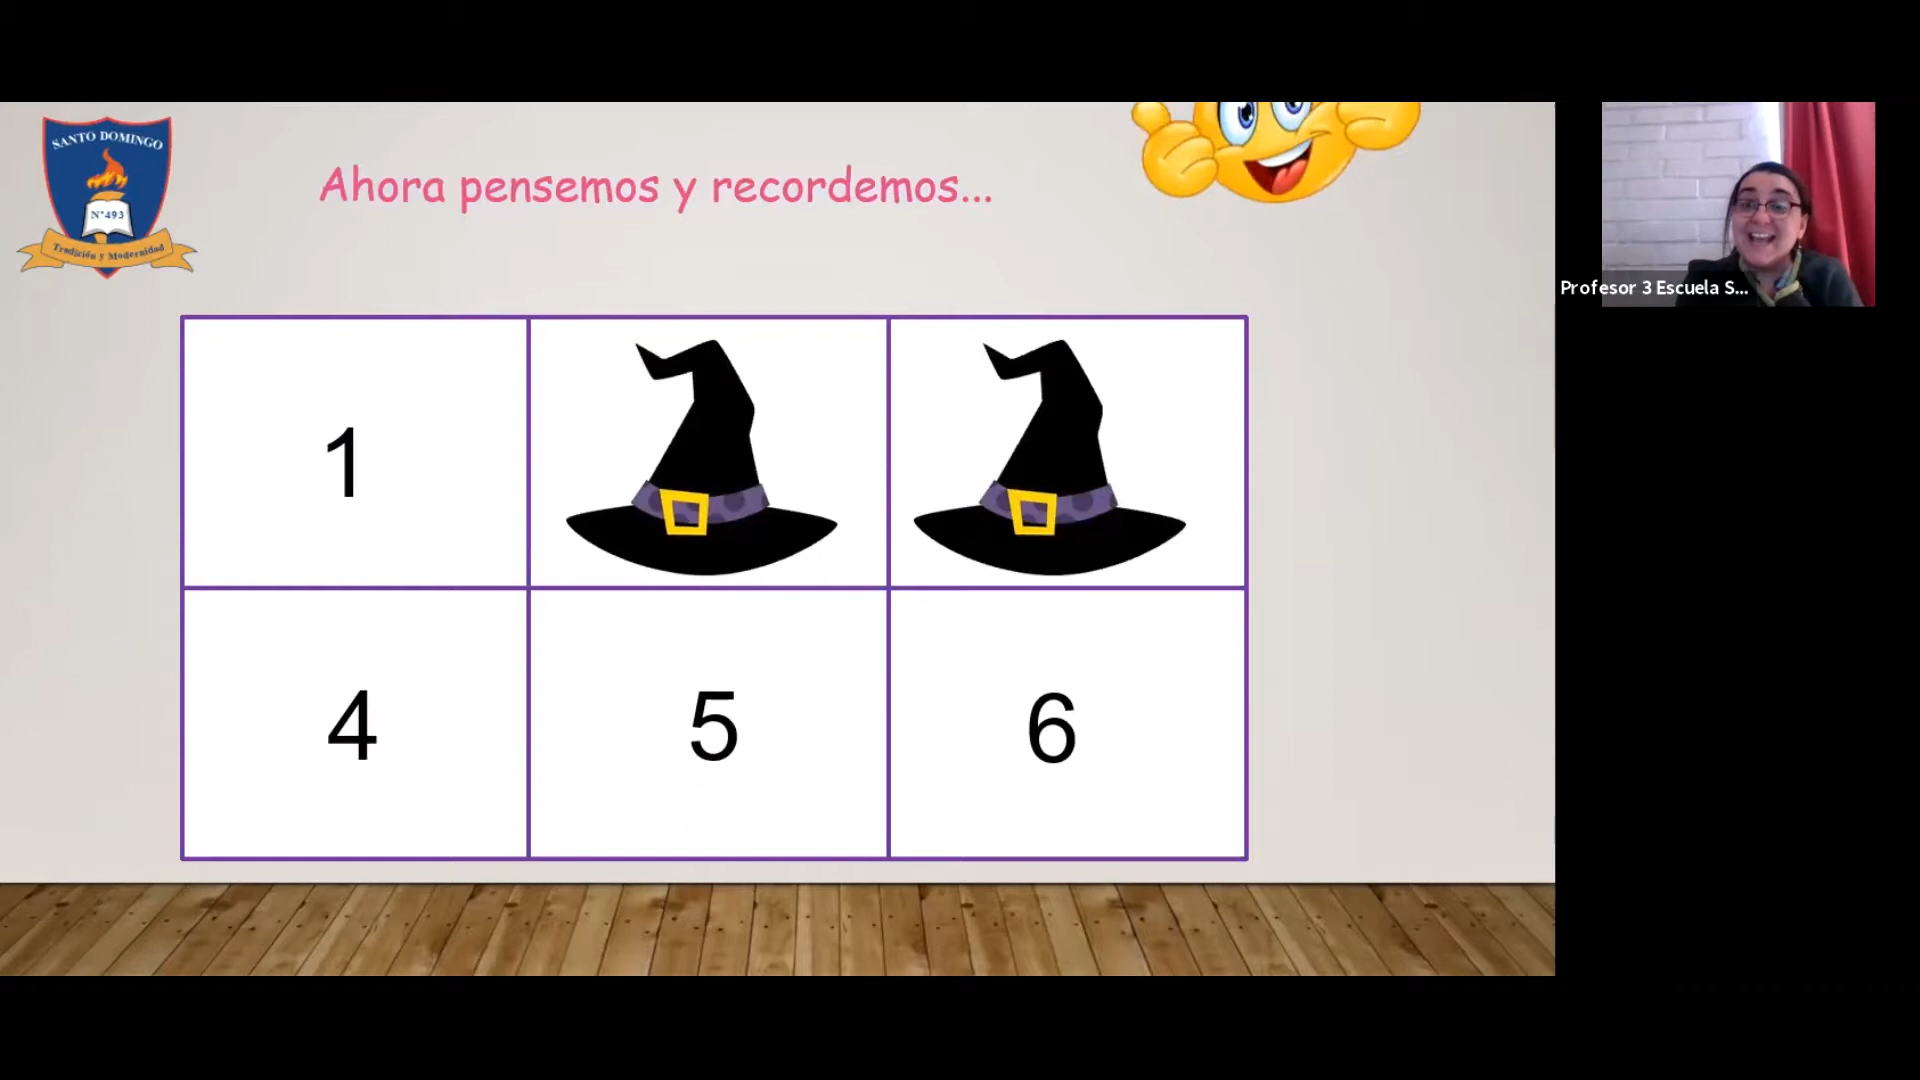 SANTO DOMINGO
N°493
Tradición y Modernidad
Ahora pensemos y recordemos...
Profesor 3 Escuela S...
1
4 5 6